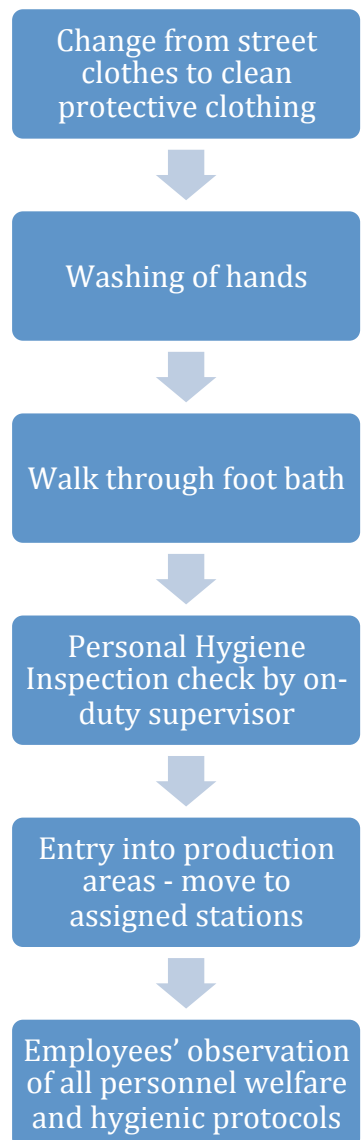 Change from street
clothes to clean
protective clothing
Washing of hands
Walk through foot bath
Personal Hygiene
Inspection check by on-
duty supervisor
Entry into production
areas - move to
assigned stations
Employees’ observation
of all personnel welfare
and hygienic protocols